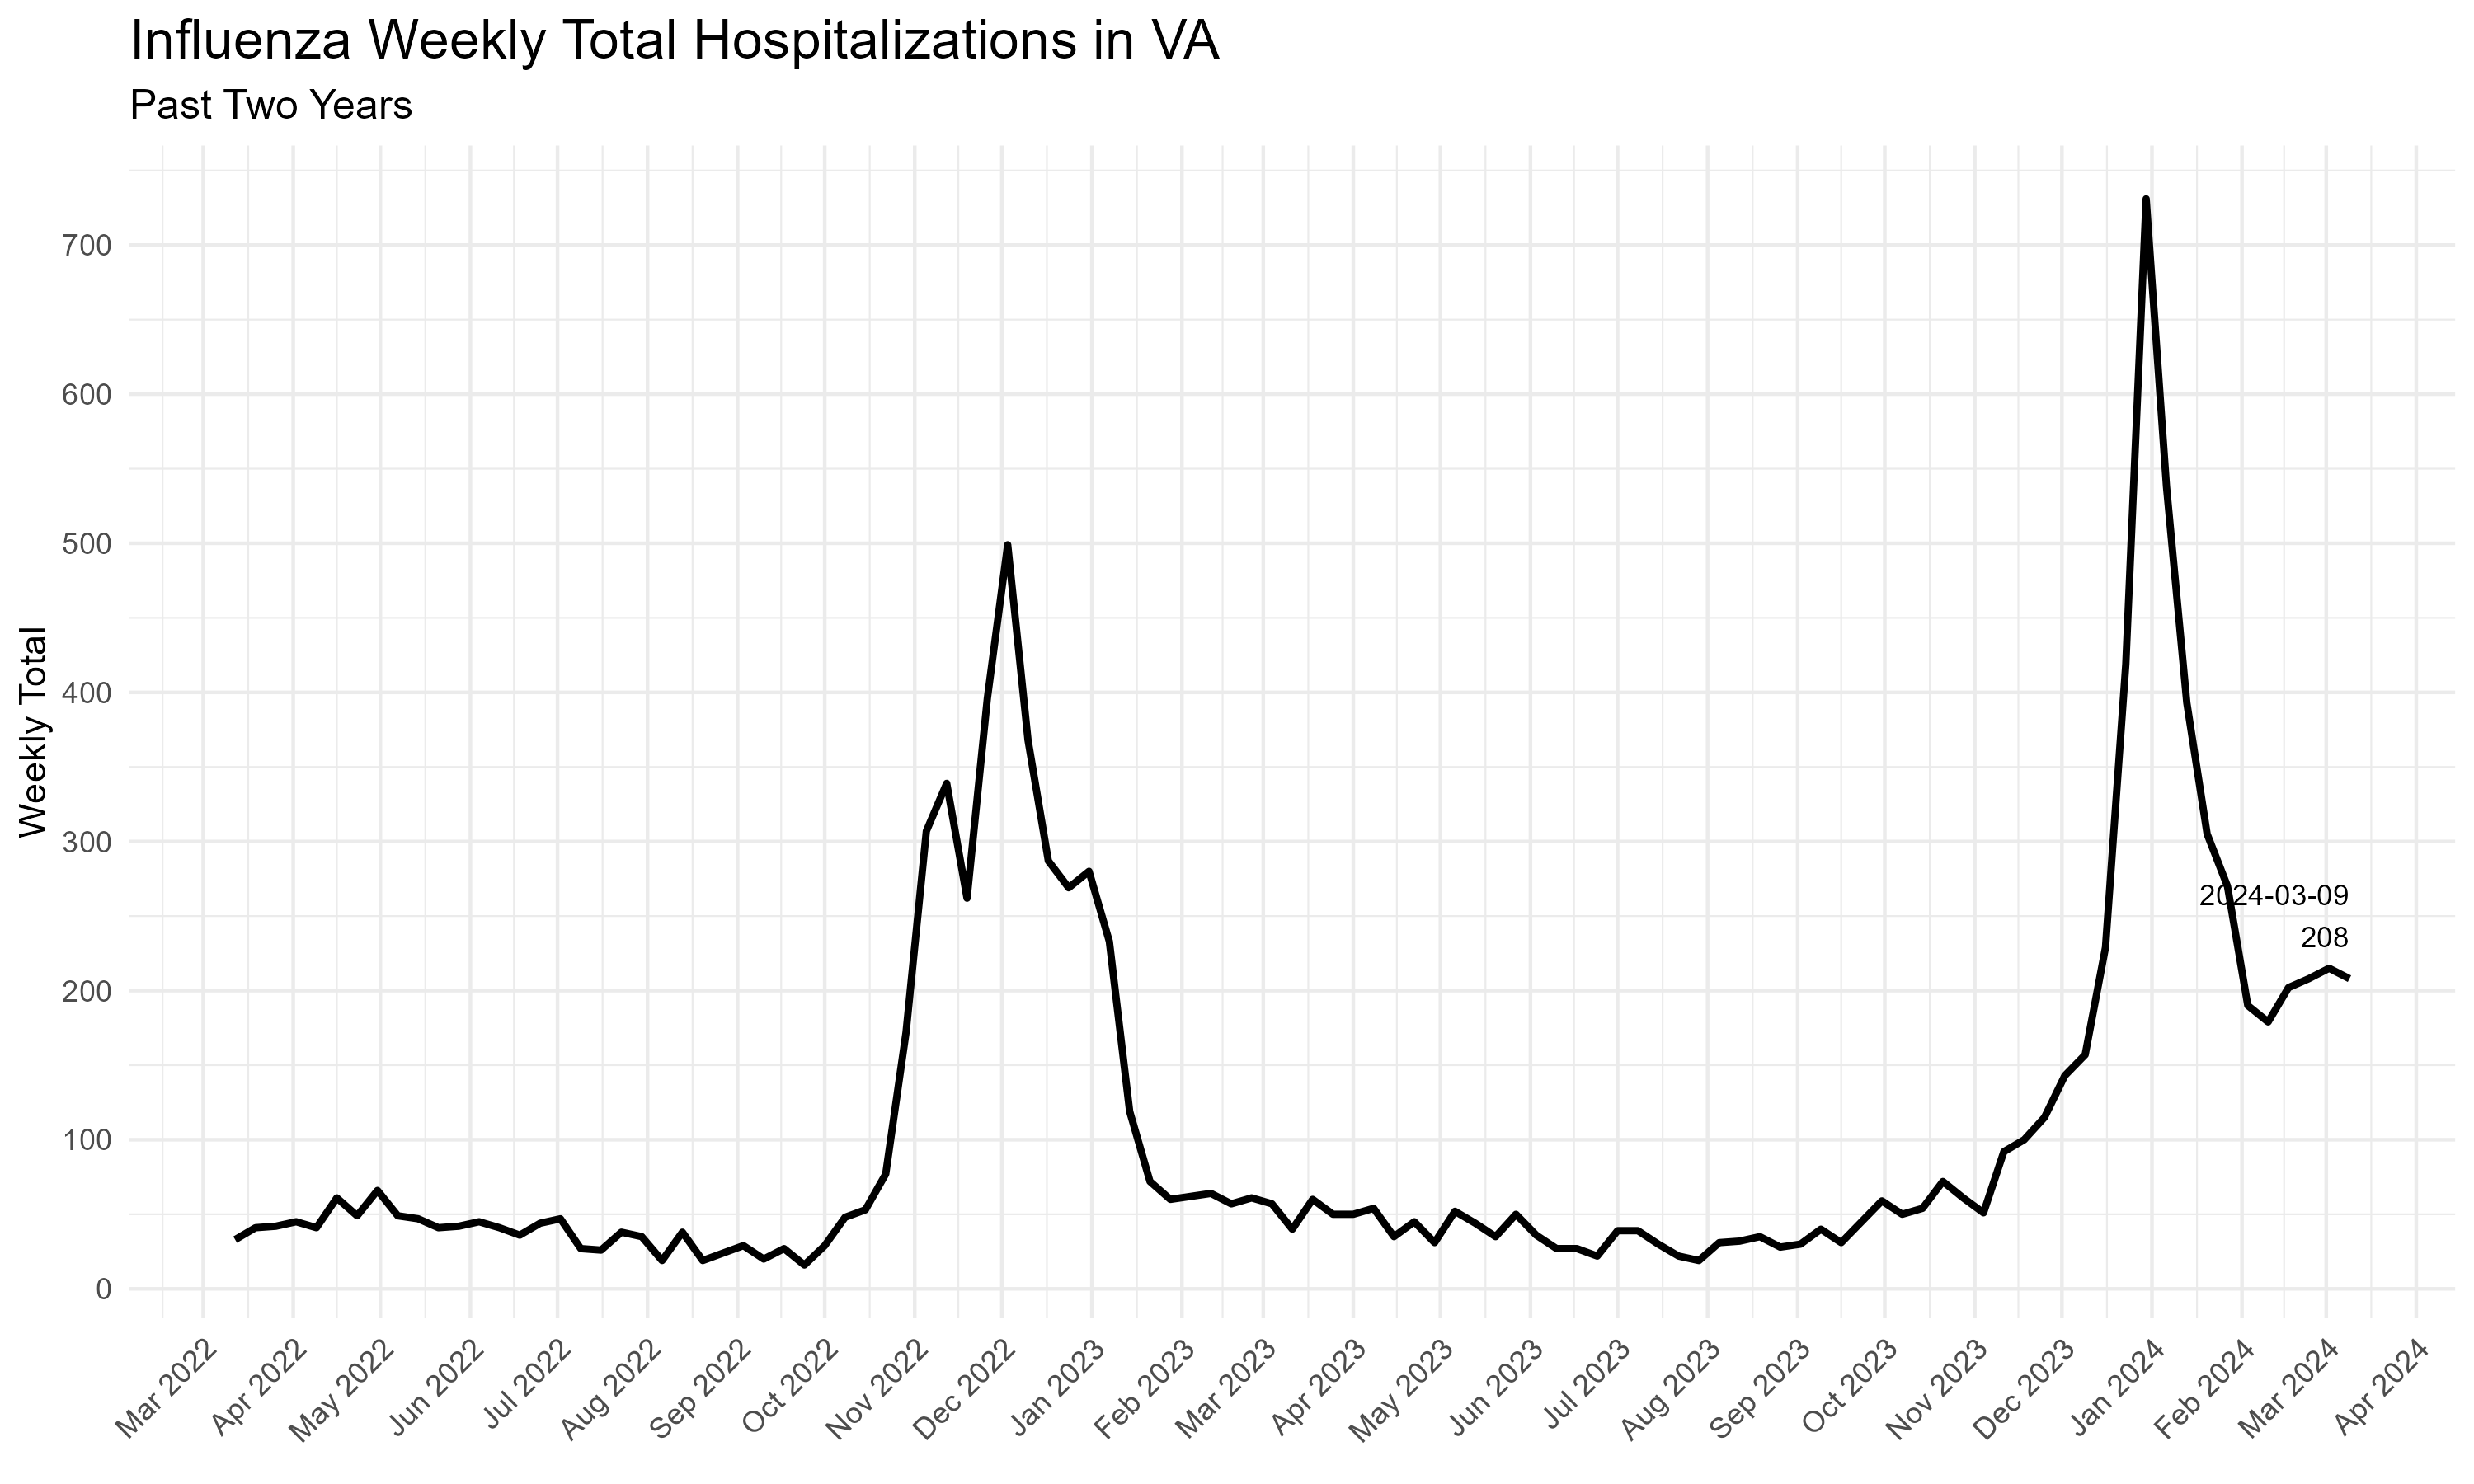 Influenza Weekly Total Hospitalizations in VA
Past Two Years
Weekly Total
700
600
500
400
300
200
100
0
2024-03-09
208
Mar 2022
Apr 2022
May 2022
Jun 2022
Jul 2022
Aug 2022
Sep 2022
Oct 2022
Nov 2022
Dec 2022
Jan 2023
Feb 2023
Mar 2023
Apr 2023
May 2023
Jun 2023
Jul 2023
Aug 2023
Sep 2023
Oct 2023
Nov 2023
Dec 2023
Jan 2024
Feb 2024
Mar 2024
Apr 2024